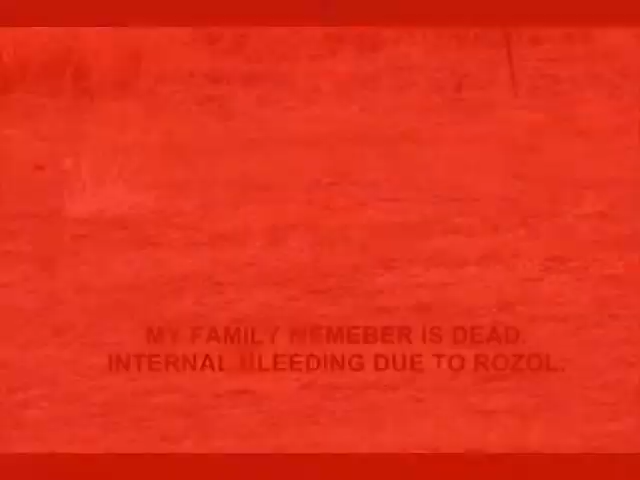 MY FAMILY MEMEBER IS DEAD.
INTERNAL BLEEDING DUE TO ROZOL.